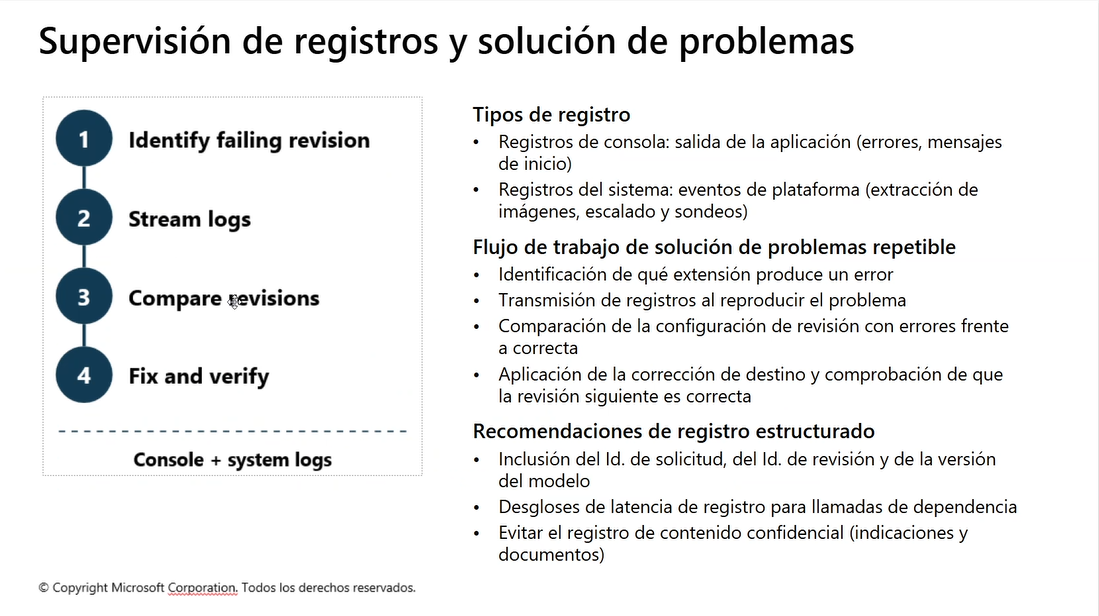 Supervisión de registros y solución de problemas
1 Identify failing revision
2 Stream logs
3 Compare revisions
4 Fix and verify
Console + system logs
Tipos de registro
• Registros de consola: salida de la aplicación (errores, mensajes
de inicio)
• Registros del sistema: eventos de plataforma (extracción de
imágenes, escalado y sondeos)
Flujo de trabajo de solución de problemas repetible
• Identificación de qué extensión produce un error
• Transmisión de registros al reproducir el problema
• Comparación de la configuración de revisión con errores frente
a correcta
• Aplicación de la corrección de destino y comprobación de que
la revisión siguiente es correcta
Recomendaciones de registro estructurado
• Inclusión del Id. de solicitud, del Id. de revisión y de la versión
del modelo
• Desgloses de latencia de registro para llamadas de dependencia
• Evitar el registro de contenido confidencial (indicaciones y
documentos)
© Copyright Microsoft Corporation. Todos los derechos reservados.